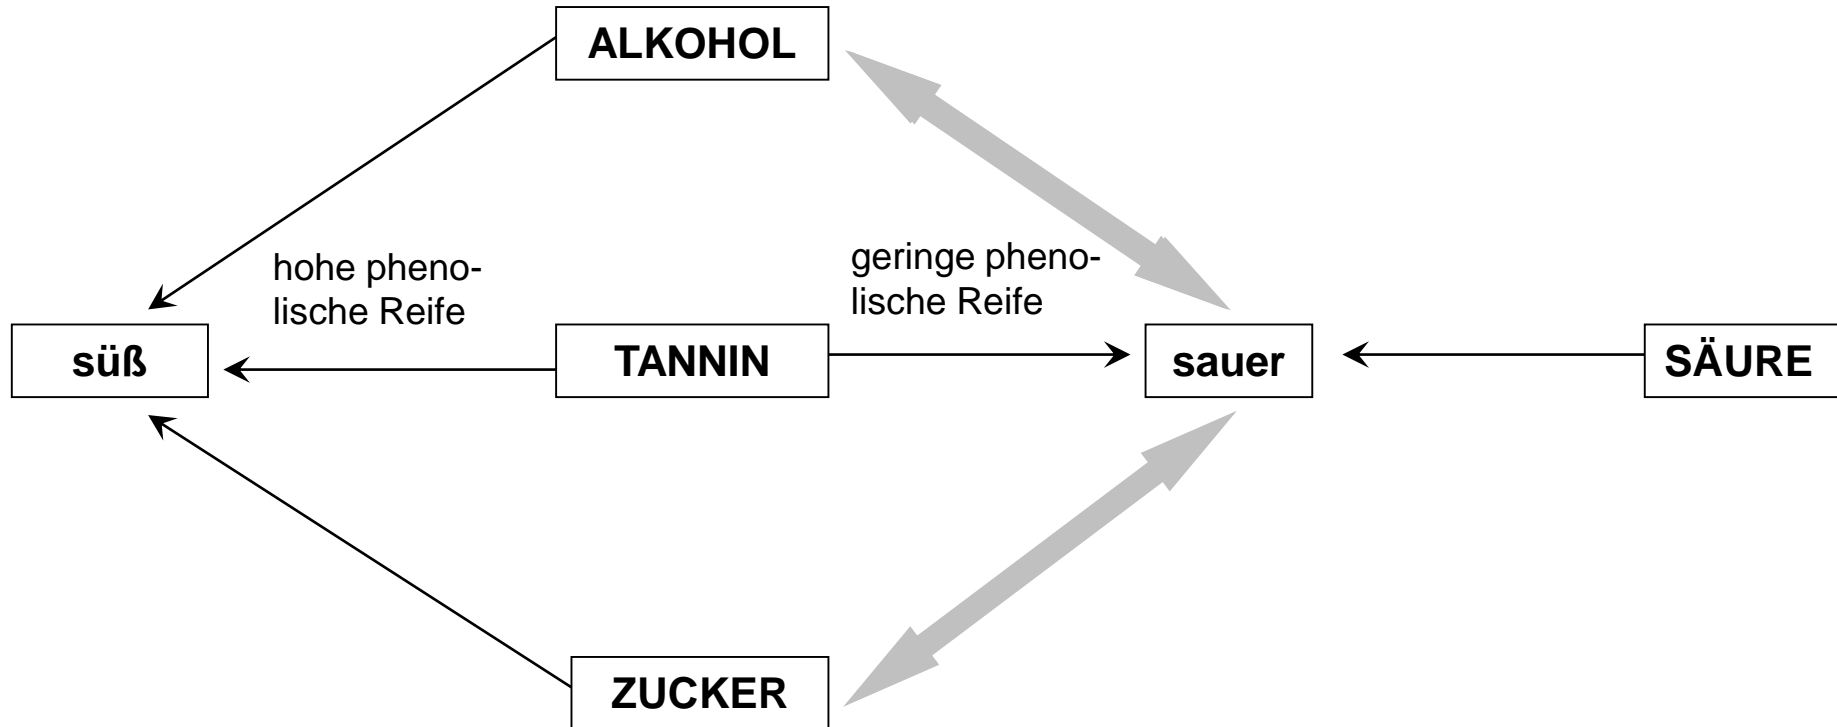 ALKOHOL
hohe pheno-
lische Reife
geringe pheno-
lische Reife
süß
TANNIN
sauer
SÄURE
ZUCKER